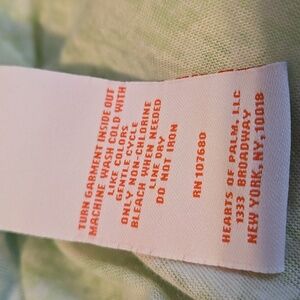 TURN GARMENT INSIDE OUT
MACHINE WASH COLD WITH
LIKE COLORS
GENTLE CYCLE
ONLY NON-CHLORINE
BLEACH WHEN NEEDED
LINE DRY
DO NOT IRON
RN 107680
HEARTS OF PALM, LLC
1333 BROADWAY
NEW YORK, NY, 10018